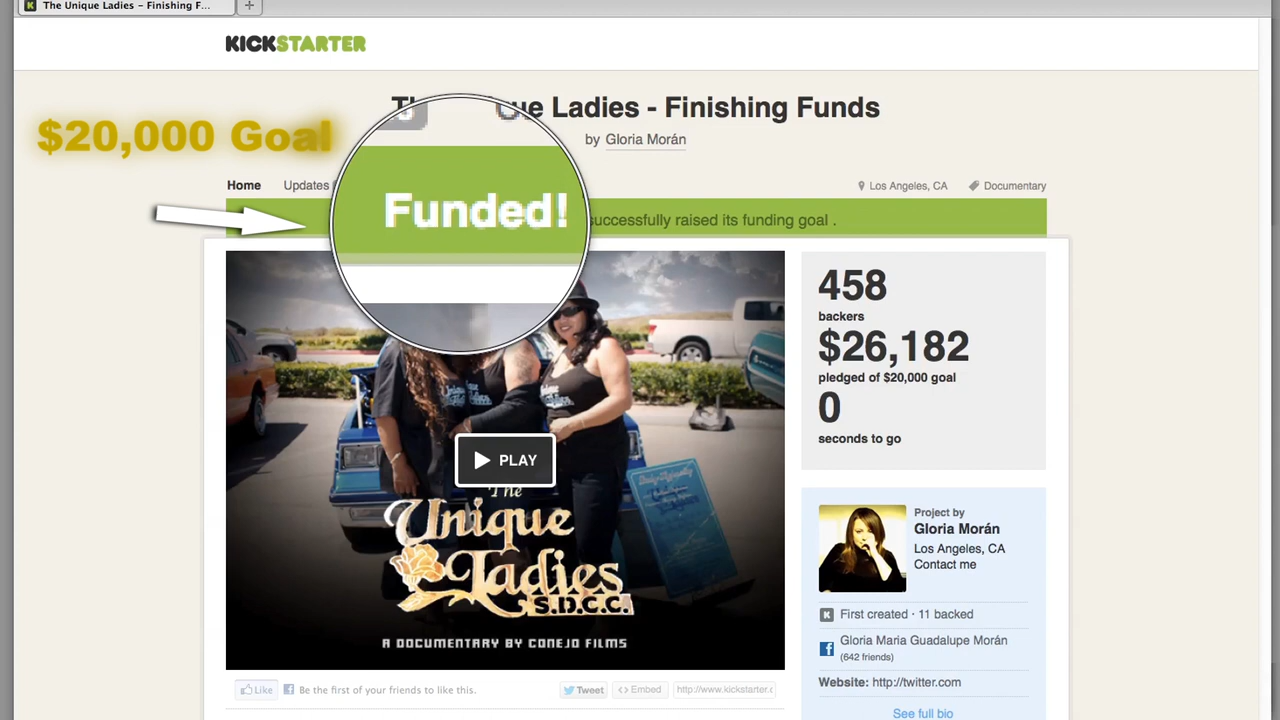 The Unique Ladies – Finishing F...
KICKSTARTER
ue Ladies - Finishing Funds
by Gloria Morán
$20,000 Goal
Home Updates
Los Angeles, CA Documentary
Funded! successfully raised its funding goal .
458
backers
$26,182
pledged of $20,000 goal
0
seconds to go
PLAY
The
Unique
Ladies
S.D.C.C.
A DOCUMENTARY BY CONEJO FILMS
Project by
Gloria Morán
Los Angeles, CA
Contact me
First created · 11 backed
Gloria Maria Guadalupe Morán
(642 friends)
Website: http://twitter.com
See full bio
Like Be the first of your friends to like this. Tweet Embed http://www.kickstarter.c